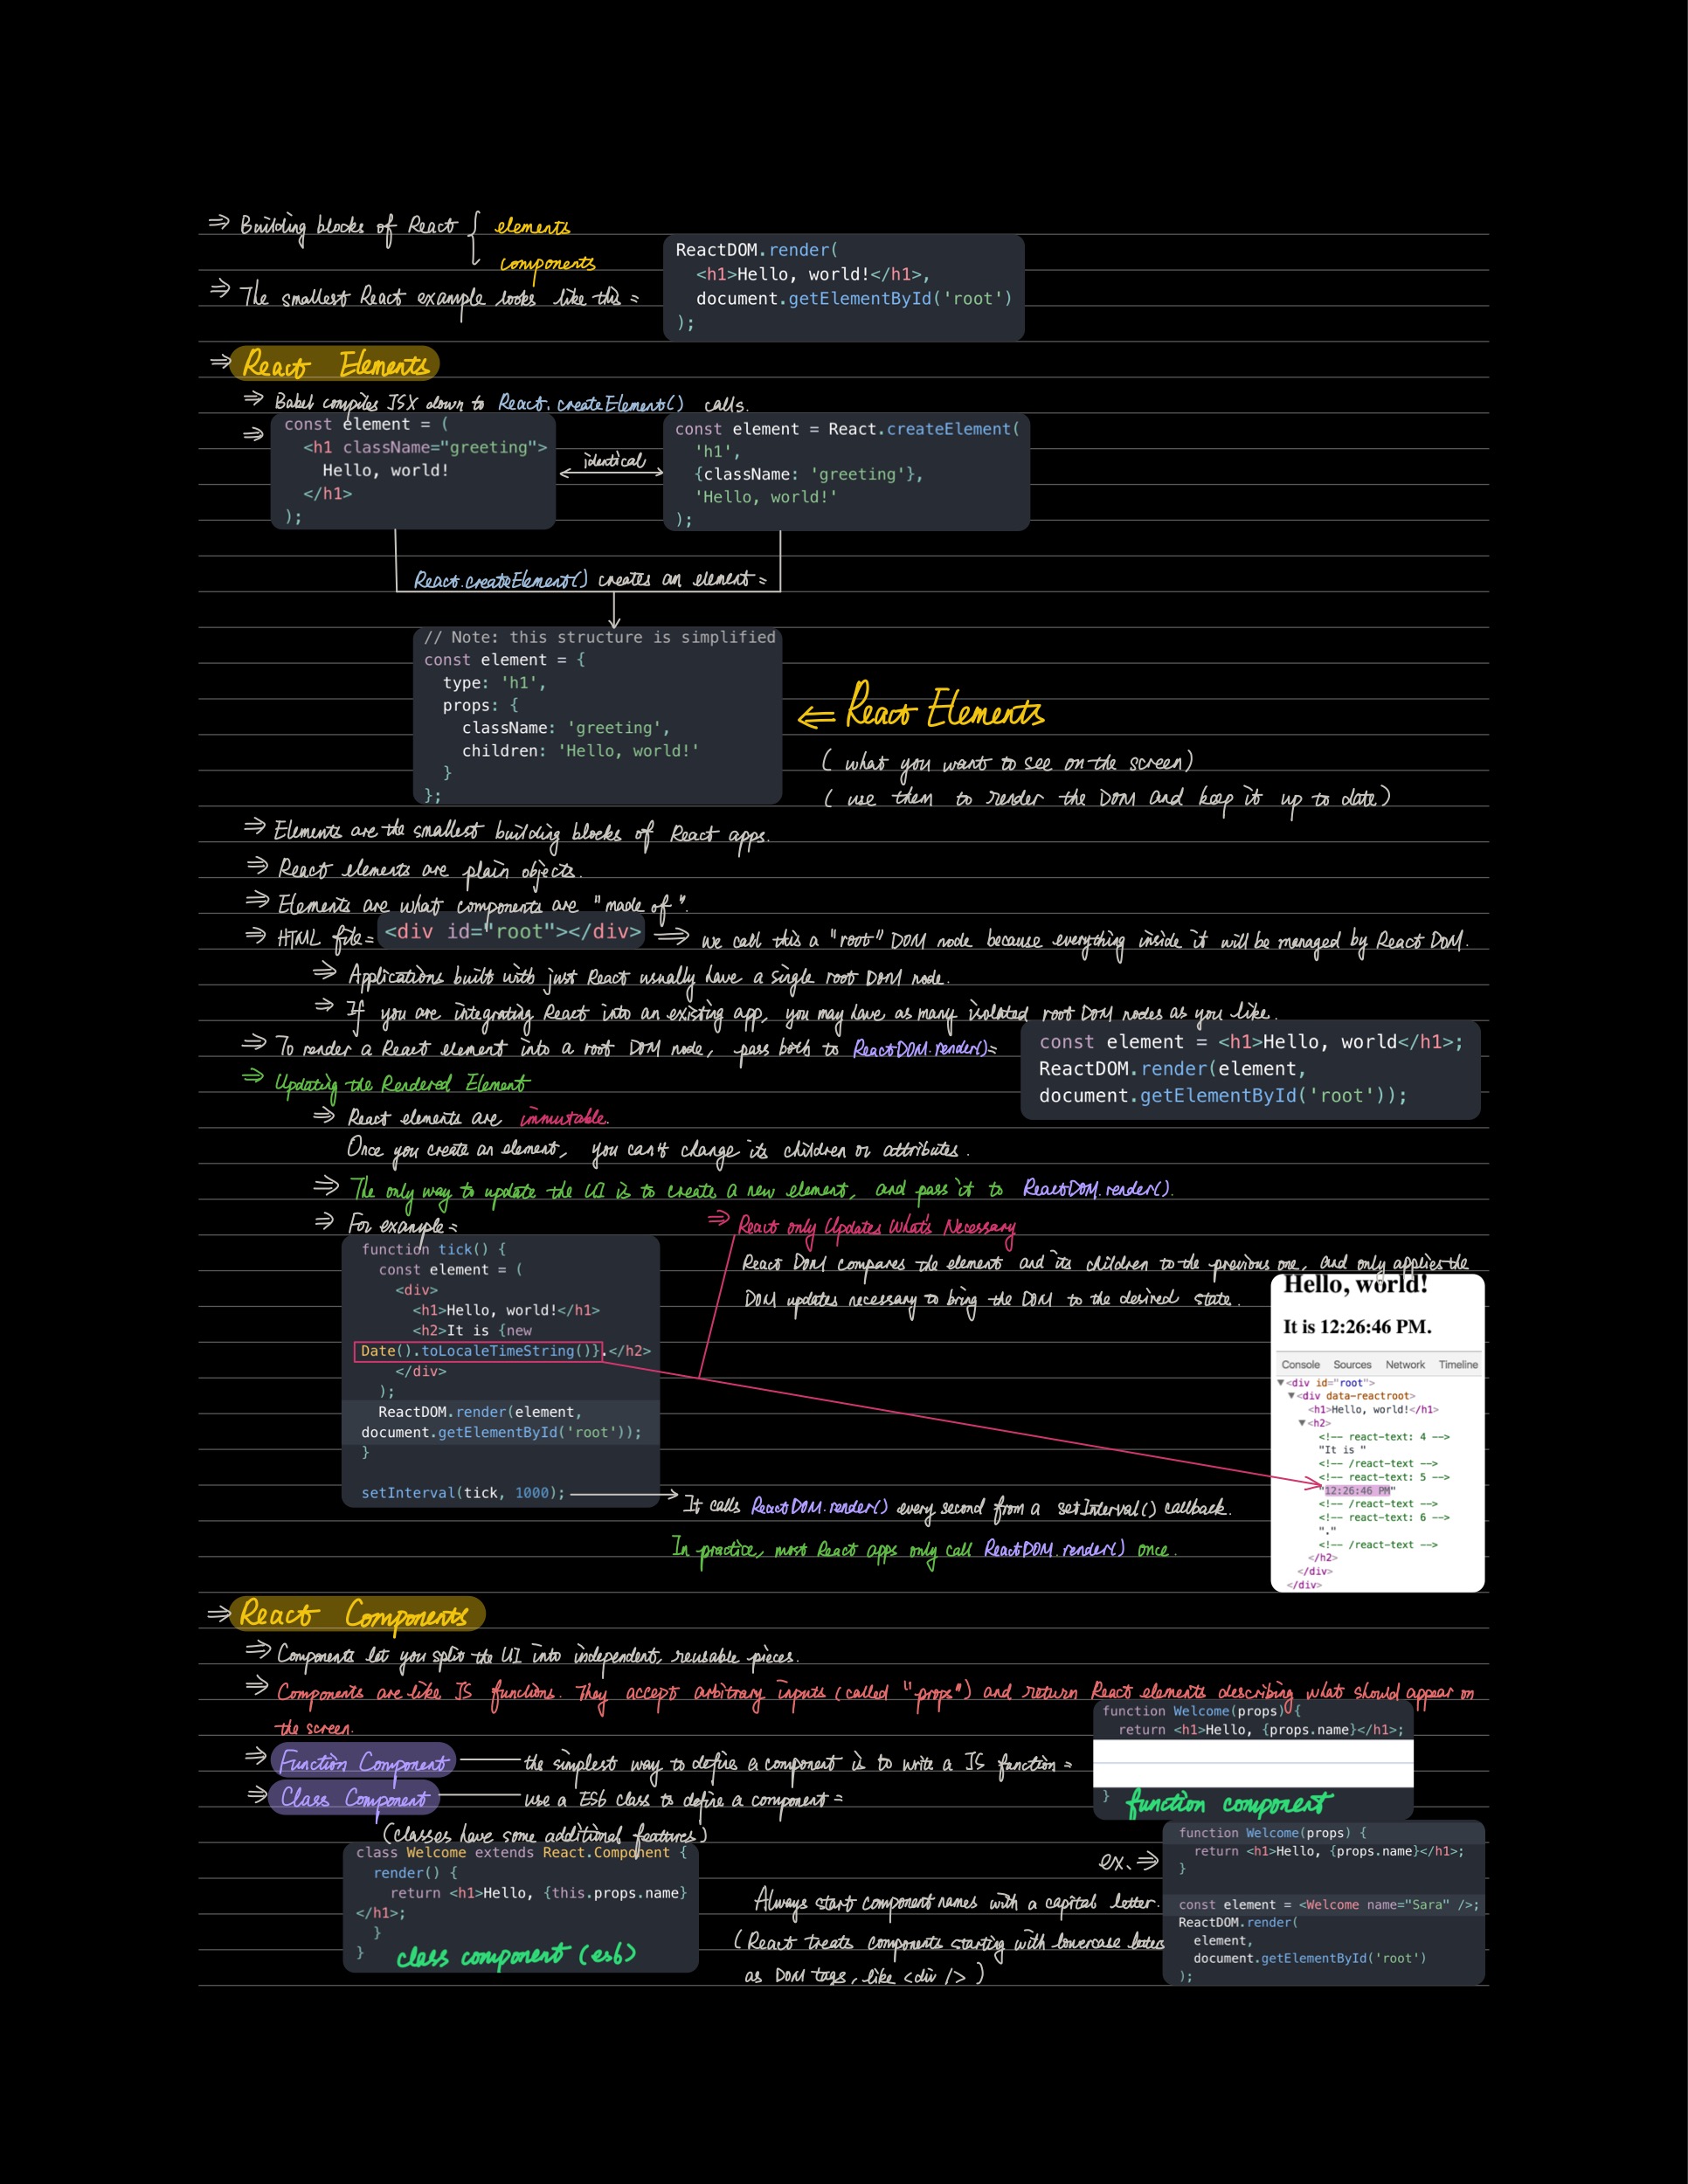 ⇒ Building blocks of React { elements
components
⇒ The smallest React example looks like this =
ReactDOM.render(
<h1>Hello, world!</h1>,
document.getElementById('root')
);
⇒ React Elements
⇒ Babel compiles JSX down to React.createElement() calls.
⇒
const element = (
<h1 className="greeting">
Hello, world!
</h1>
);
identical
const element = React.createElement(
'h1',
{className: 'greeting'},
'Hello, world!'
);
React.createElement() creates an element =
// Note: this structure is simplified
const element = {
type: 'h1',
props: {
className: 'greeting',
children: 'Hello, world!'
}
};
⇐ React Elements
( what you want to see on the screen )
( use them to render the DOM and keep it up to date )
⇒ Elements are the smallest building blocks of React apps.
⇒ React elements are plain objects.
⇒ Elements are what components are "made of".
⇒ HTML file = <div id="root"></div> ⇒ we call this a "root" DOM node because everything inside it will be managed by React DOM.
⇒ Applications built with just React usually have a single root DOM node.
⇒ If you are integrating React into an existing app, you may have as many isolated root DOM nodes as you like.
⇒ To render a React element into a root DOM node, pass both to ReactDOM.render() =
const element = <h1>Hello, world</h1>;
ReactDOM.render(element,
document.getElementById('root'));
⇒ Updating the Rendered Element
⇒ React elements are immutable.
Once you create an element, you can't change its children or attributes.
⇒ The only way to update the UI is to create a new element, and pass it to ReactDOM.render().
⇒ For example =
function tick() {
const element = (
<div>
<h1>Hello, world!</h1>
<h2>It is {new
Date().toLocaleTimeString()}.</h2>
</div>
);
ReactDOM.render(element,
document.getElementById('root'));
}
setInterval(tick, 1000);
⇒ React only Updates What's Necessary
React DOM compares the element and its children to the previous one, and only applies the
DOM updates necessary to bring the DOM to the desired state.
Hello, world!
It is 12:26:46 PM.
Console Sources Network Timeline
▼<div id="root">
▼<div data-reactroot>
<h1>Hello, world!</h1>
▼<h2>
<!-- react-text: 4 -->
"It is "
<!-- /react-text -->
<!-- react-text: 5 -->
"12:26:46 PM"
<!-- /react-text -->
<!-- react-text: 6 -->
"."
<!-- /react-text -->
</h2>
</div>
</div>
It calls ReactDOM.render() every second from a setInterval() callback.
In practice, most React apps only call ReactDOM.render() once.
⇒ React Components
⇒ Components let you split the UI into independent, reusable pieces.
⇒ Components are like JS functions. They accept arbitrary inputs (called "props") and return React elements describing what should appear on
the screen.
⇒ Function Component — the simplest way to define a component is to write a JS function =
function Welcome(props) {
return <h1>Hello, {props.name}</h1>;
}
function component
⇒ Class Component — use a ES6 class to define a component =
(classes have some additional features)
class Welcome extends React.Component {
render() {
return <h1>Hello, {this.props.name}
</h1>;
}
}
class component (es6)
Always start component names with a capital letter.
( React treats components starting with lowercase letters
as DOM tags, like <div /> )
ex. ⇒
function Welcome(props) {
return <h1>Hello, {props.name}</h1>;
}
const element = <Welcome name="Sara" />;
ReactDOM.render(
element,
document.getElementById('root')
);